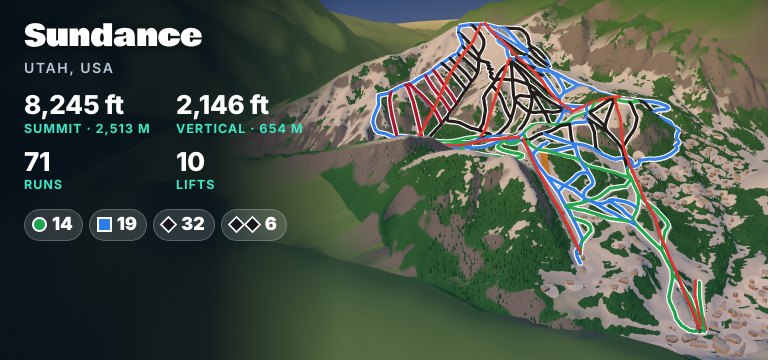 Sundance
UTAH, USA
8,245 ft 2,146 ft
SUMMIT · 2,513 M VERTICAL · 654 M
71 10
RUNS LIFTS
14 19 32 6